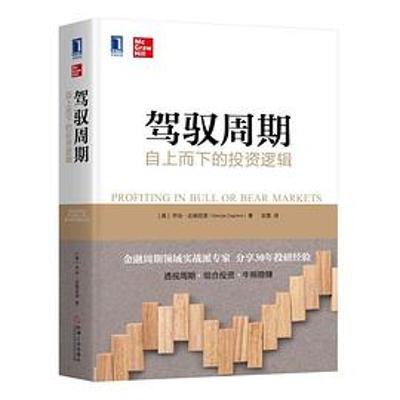 Mc
Graw
Hill
驾驭周期
自上而下的投资逻辑
PROFITING IN BULL OR BEAR MARKETS
金融周期领域实战派专家 分享30年投研经验
透视周期·组合投资·牛熊稳赚
驾驭周期
自上而下的投资逻辑